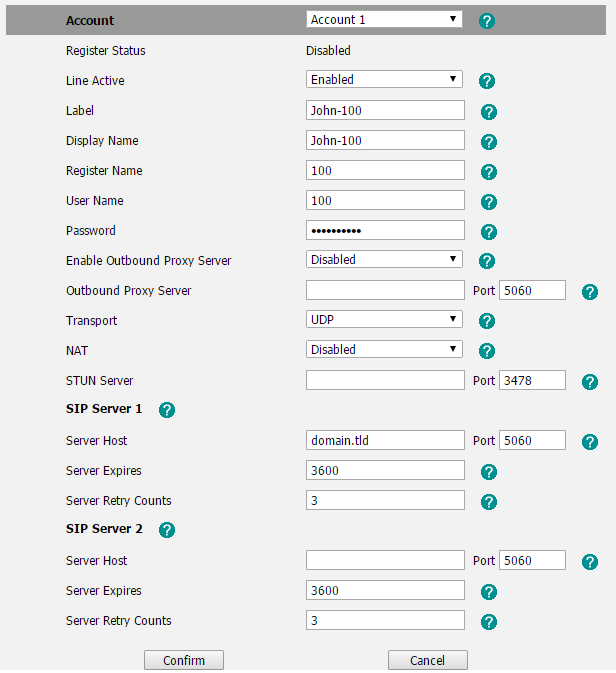 Account Account 1 ?
Register Status Disabled
Line Active Enabled ?
Label John-100 ?
Display Name John-100 ?
Register Name 100 ?
User Name 100 ?
Password •••••••••• ?
Enable Outbound Proxy Server Disabled ?
Outbound Proxy Server Port 5060 ?
Transport UDP ?
NAT Disabled ?
STUN Server Port 3478 ?
SIP Server 1 ?
Server Host domain.tld Port 5060 ?
Server Expires 3600 ?
Server Retry Counts 3 ?
SIP Server 2 ?
Server Host Port 5060 ?
Server Expires 3600 ?
Server Retry Counts 3 ?
Confirm Cancel